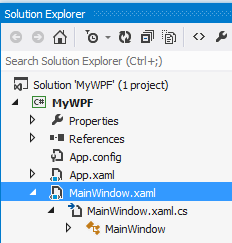 Solution Explorer
Search Solution Explorer (Ctrl+;)
Solution 'MyWPF' (1 project)
C# MyWPF
Properties
References
App.config
App.xaml
MainWindow.xaml
MainWindow.xaml.cs
MainWindow